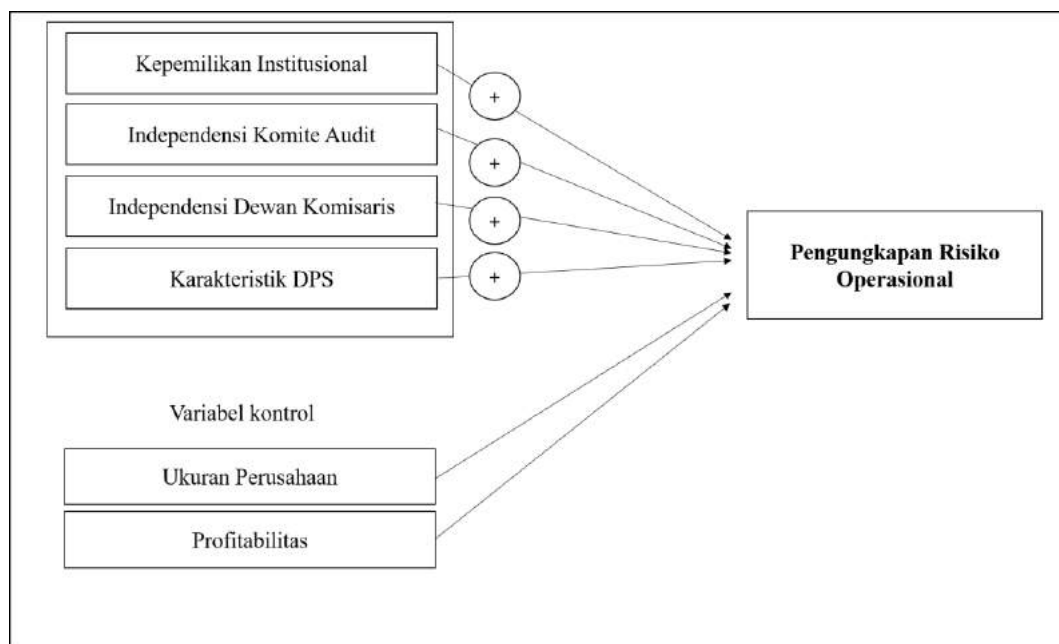 Kepemilikan Institusional
+
Independensi Komite Audit
+
Independensi Dewan Komisaris
+
Karakteristik DPS
+
Pengungkapan Risiko
Operasional
Variabel kontrol
Ukuran Perusahaan
Profitabilitas